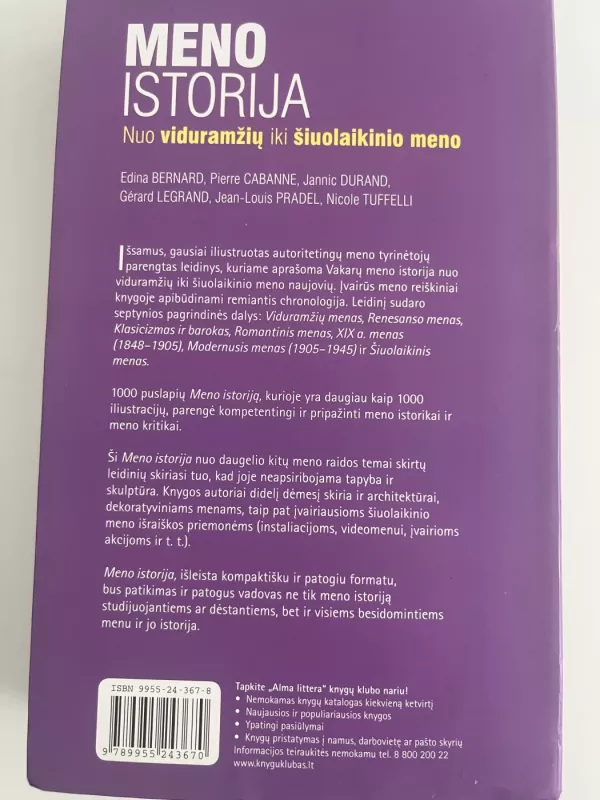 MENO
ISTORIJA
Nuo viduramžių iki šiuolaikinio meno
Edina BERNARD, Pierre CABANNE, Jannic DURAND,
Gérard LEGRAND, Jean-Louis PRADEL, Nicole TUFFELLI
Išsamus, gausiai iliustruotas autoritetingų meno tyrinėtojų
parengtas leidinys, kuriame aprašoma Vakarų meno istorija nuo
viduramžių iki šiuolaikinio meno naujovių. Įvairūs meno reiškiniai
knygoje apibūdinami remiantis chronologija. Leidinį sudaro
septynios pagrindinės dalys: Viduramžių menas, Renesanso menas,
Klasicizmas ir barokas, Romantinis menas, XIX a. menas
(1848–1905), Modernusis menas (1905–1945) ir Šiuolaikinis
menas.
1000 puslapių Meno istoriją, kurioje yra daugiau kaip 1000
iliustracijų, parengė kompetentingi ir pripažinti meno istorikai ir
meno kritikai.
Ši Meno istorija nuo daugelio kitų meno raidos temai skirtų
leidinių skiriasi tuo, kad joje neapsiribojama tapyba ir
skulptūra. Knygos autoriai didelį dėmesį skiria ir architektūrai,
dekoratyviniams menams, taip pat įvairiausioms šiuolaikinio
meno išraiškos priemonėms (instaliacijoms, videomenui, įvairioms
akcijoms ir t. t.).
Meno istorija, išleista kompaktišku ir patogiu formatu,
bus patikimas ir patogus vadovas ne tik meno istoriją
studijuojantiems ar dėstantiems, bet ir visiems besidomintiems
menu ir jo istorija.
ISBN 9955-24-367-8
9 789955 243670
Tapkite „Alma littera" knygų klubo nariu!
• Nemokamas knygų katalogas kiekvieną ketvirtį
• Naujausios ir populiariausios knygos
• Ypatingi pasiūlymai
• Knygų pristatymas į namus, darbovietę ar pašto skyrių
Informacijos teiraukitės nemokamu tel. 8 800 200 22
www.knyguklubas.lt